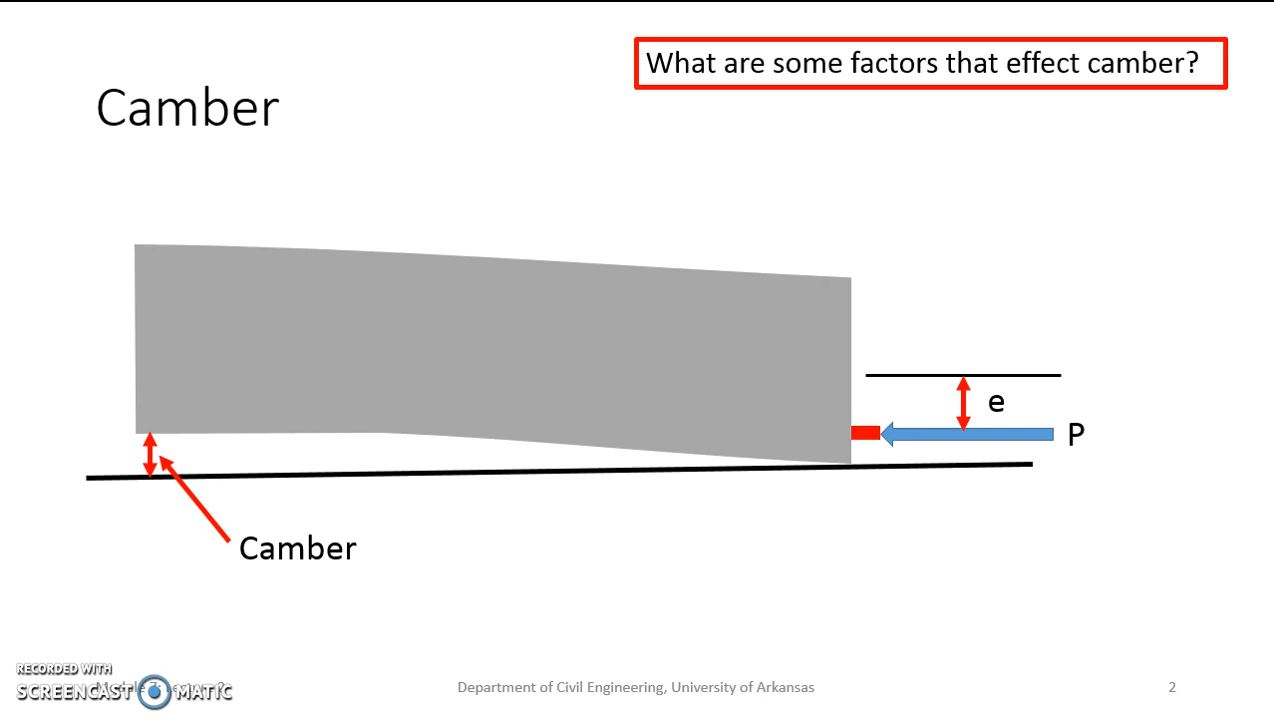 What are some factors that effect camber?
Camber
e
P
Camber
RECORDED WITH
SCREENCAST MATIC
Department of Civil Engineering, University of Arkansas
2